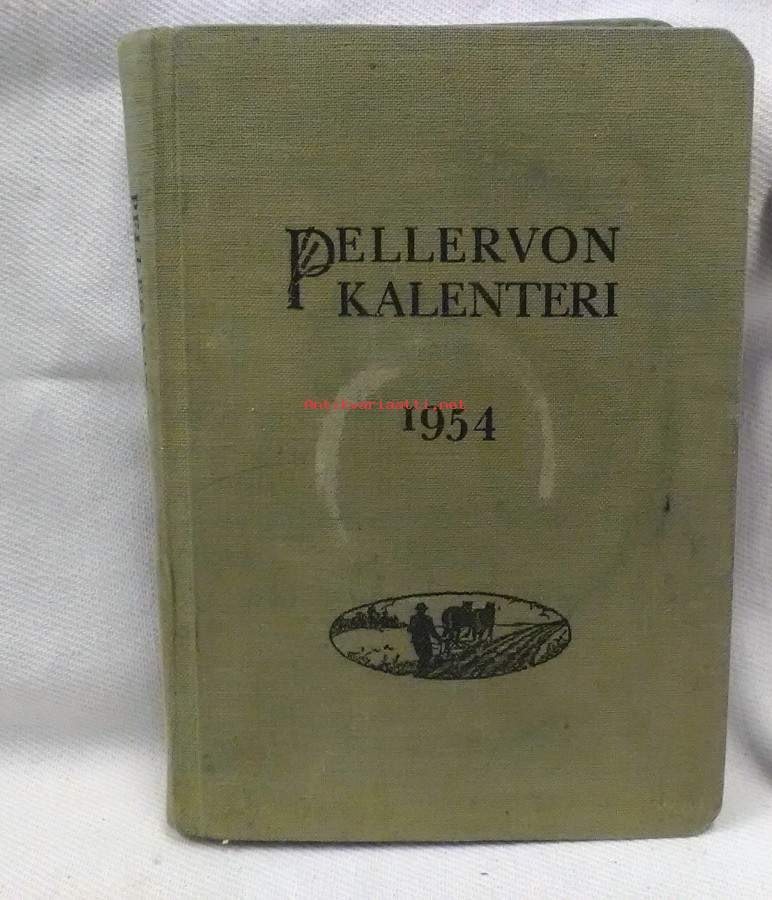 PELLERVON
KALENTERI
Antikvariaatti.net
1954